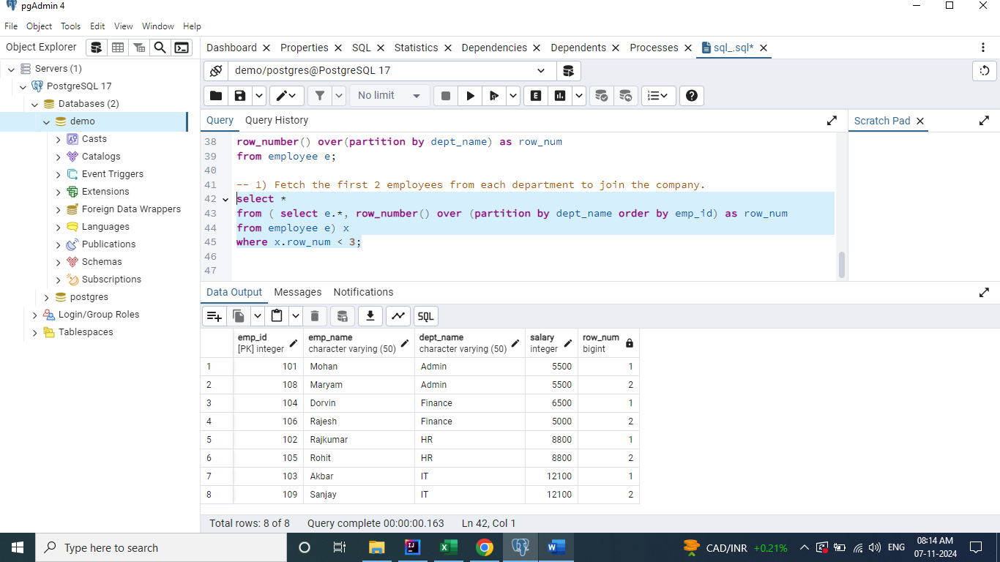 pgAdmin 4
File Object Tools Edit View Window Help
Object Explorer
Dashboard Properties SQL Statistics Dependencies Dependents Processes sql_.sql*
Servers (1)
PostgreSQL 17
Databases (2)
demo
Casts
Catalogs
Event Triggers
Extensions
Foreign Data Wrappers
Languages
Publications
Schemas
Subscriptions
postgres
Login/Group Roles
Tablespaces
demo/postgres@PostgreSQL 17
No limit
E
Query Query History
Scratch Pad
38 row_number() over(partition by dept_name) as row_num
39 from employee e;
40
41 -- 1) Fetch the first 2 employees from each department to join the company.
42 select *
43 from ( select e.*, row_number() over (partition by dept_name order by emp_id) as row_num
44 from employee e) x
45 where x.row_num < 3;
46
47
Data Output Messages Notifications
SQL
emp_id emp_name dept_name salary row_num
[PK] integer character varying (50) character varying (50) integer bigint
1 101 Mohan Admin 5500 1
2 108 Maryam Admin 5500 2
3 104 Dorvin Finance 6500 1
4 106 Rajesh Finance 5000 2
5 102 Rajkumar HR 8800 1
6 105 Rohit HR 8800 2
7 103 Akbar IT 12100 1
8 109 Sanjay IT 12100 2
Total rows: 8 of 8 Query complete 00:00:00.163 Ln 42, Col 1
Type here to search
CAD/INR +0.21%
ENG
08:14 AM
07-11-2024